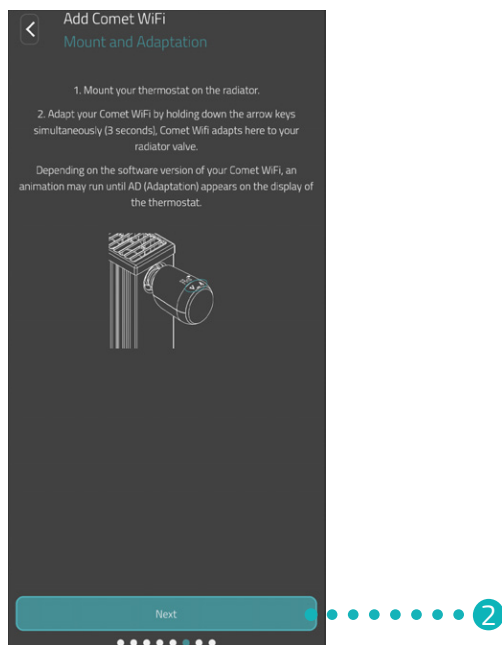 Add Comet WiFi
Mount and Adaptation
1. Mount your thermostat on the radiator.
2. Adapt your Comet WiFi by holding down the arrow keys
simultaneously (3 seconds), Comet Wifi adapts here to your
radiator valve.
Depending on the software version of your Comet WiFi, an
animation may run until AD (Adaptation) appears on the display of
the thermostat.
Next
2